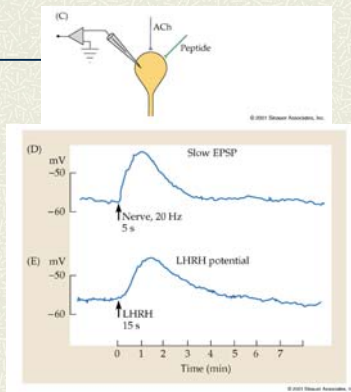 (C)
ACh
Peptide
© 2001 Sinauer Associates, Inc.
(D)
mV
Slow EPSP
−50
−60
Nerve, 20 Hz
5 s
(E) mV
LHRH potential
−50
−60
LHRH
15 s
0 1 2 3 4 5 6 7
Time (min)
© 2001 Sinauer Associates, Inc.